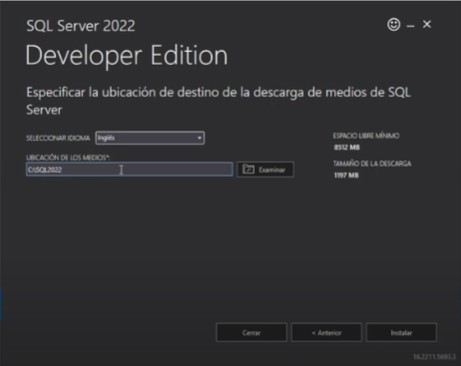 SQL Server 2022
Developer Edition
Especificar la ubicación de destino de la descarga de medios de SQL
Server
SELECCIONAR IDIOMA
Inglés
ESPACIO LIBRE MÍNIMO
8512 MB
UBICACIÓN DE LOS MEDIOS*:
C:\SQL2022
Examinar
TAMAÑO DE LA DESCARGA
1197 MB
Cerrar
< Anterior
Instalar
16.2211.5693.3